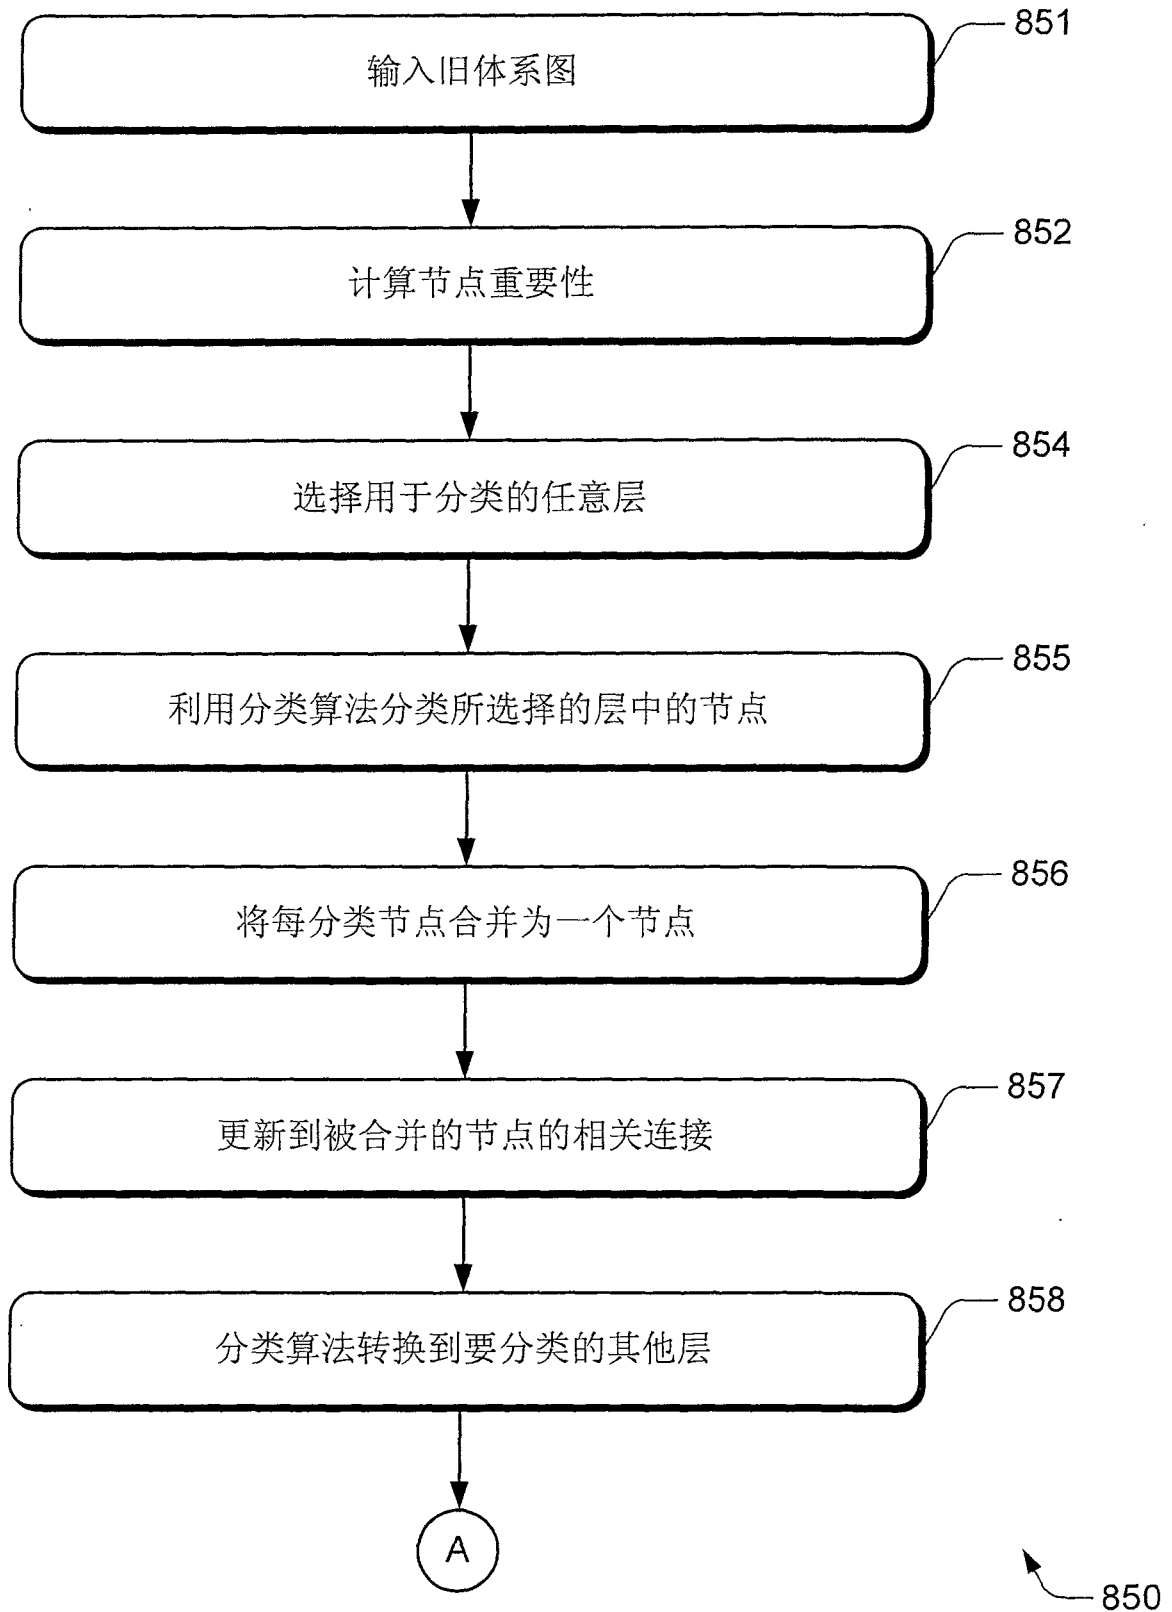 851
输入旧体系图
852
计算节点重要性
854
选择用于分类的任意层
855
利用分类算法分类所选择的层中的节点
856
将每分类节点合并为一个节点
857
更新到被合并的节点的相关连接
858
分类算法转换到要分类的其他层
A
850